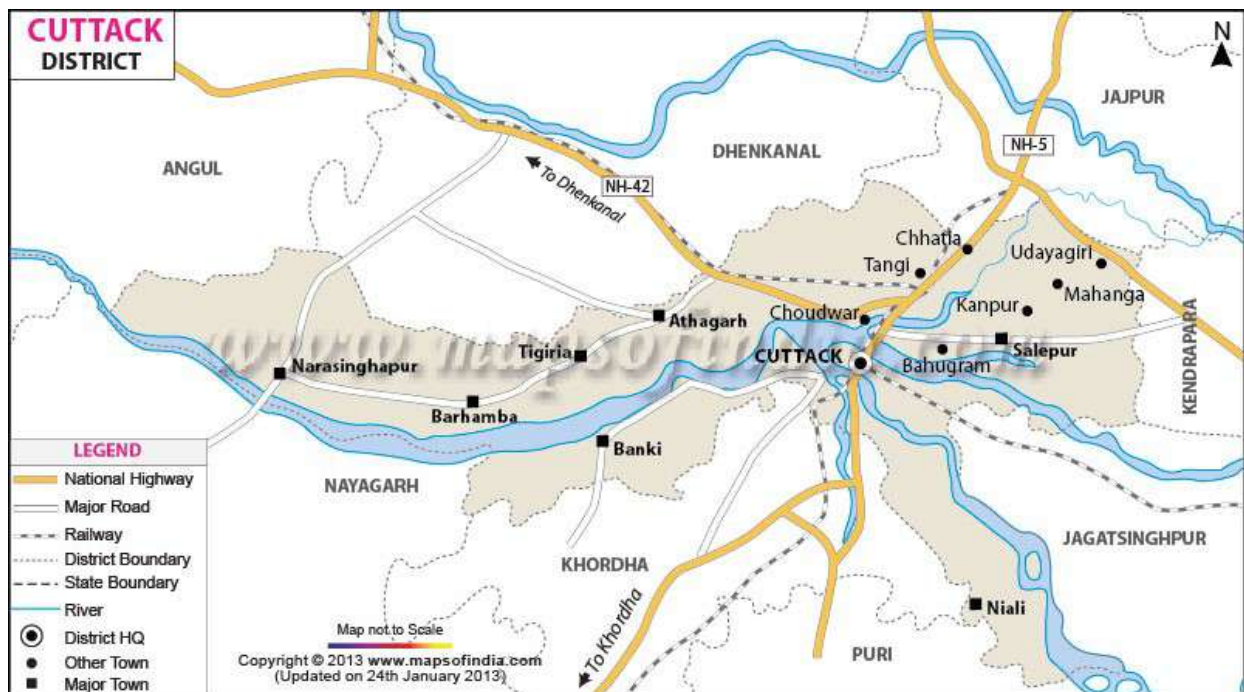 CUTTACK
DISTRICT
N
JAJPUR
ANGUL
DHENKANAL
NH-5
To Dhenkanal
NH-42
Chhatia
Tangi
Udayagiri
Mahanga
Kanpur
Choudwar
Athagarh
www.mapsofindia.com
Salepur
Tigiria
CUTTACK
Bahugram
Narasinghapur
KENDRAPARA
Barhamba
Banki
NAYAGARH
JAGATSINGHPUR
KHORDHA
Niali
PURI
To Khordha
LEGEND
National Highway
Major Road
Railway
District Boundary
State Boundary
River
District HQ
Other Town
Major Town
Map not to Scale
Copyright © 2013 www.mapsofindia.com
(Updated on 24th January 2013)